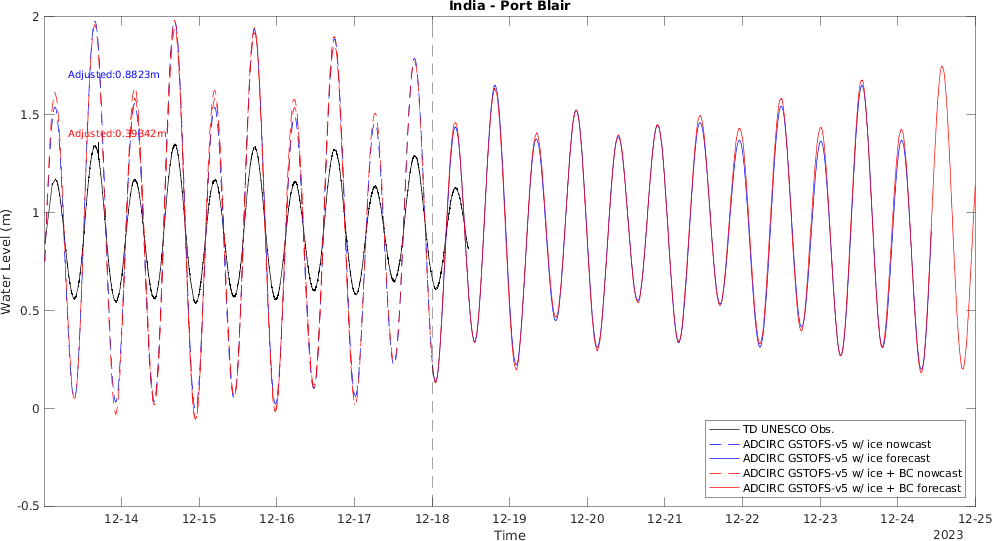 India - Port Blair
2
1.5
1
0.5
0
-0.5
Water Level (m)
Adjusted:0.8823m
Adjusted:0.39342m
TD UNESCO Obs.
ADCIRC GSTOFS-v5 w/ ice nowcast
ADCIRC GSTOFS-v5 w/ ice forecast
ADCIRC GSTOFS-v5 w/ ice + BC nowcast
ADCIRC GSTOFS-v5 w/ ice + BC forecast
12-14 12-15 12-16 12-17 12-18 12-19 12-20 12-21 12-22 12-23 12-24 12-25
Time
2023